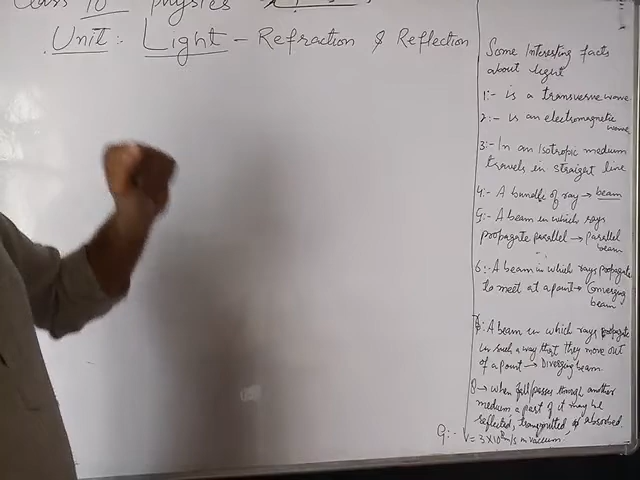 Class 10 Physics
Unit:- Light - Refraction & Reflection
Some Interesting facts
about light
1:- is a transverse wave
2:- is an electromagnetic
wave
3:- In an Isotropic medium
travels in straight line
4:- A bundle of ray → beam
5:- A beam in which rays
propagate parallel → parallel
beam
6:- A beam in which rays propagate
to meet at a point → Converging
beam
7: A beam in which rays propagate
in such a way that they move out
of a point → Diverging beam
8 → when fall/passes through another
medium a part of it may be
reflected, transmitted, or absorbed
9:- V = 3×10⁸ m/s in vacuum.